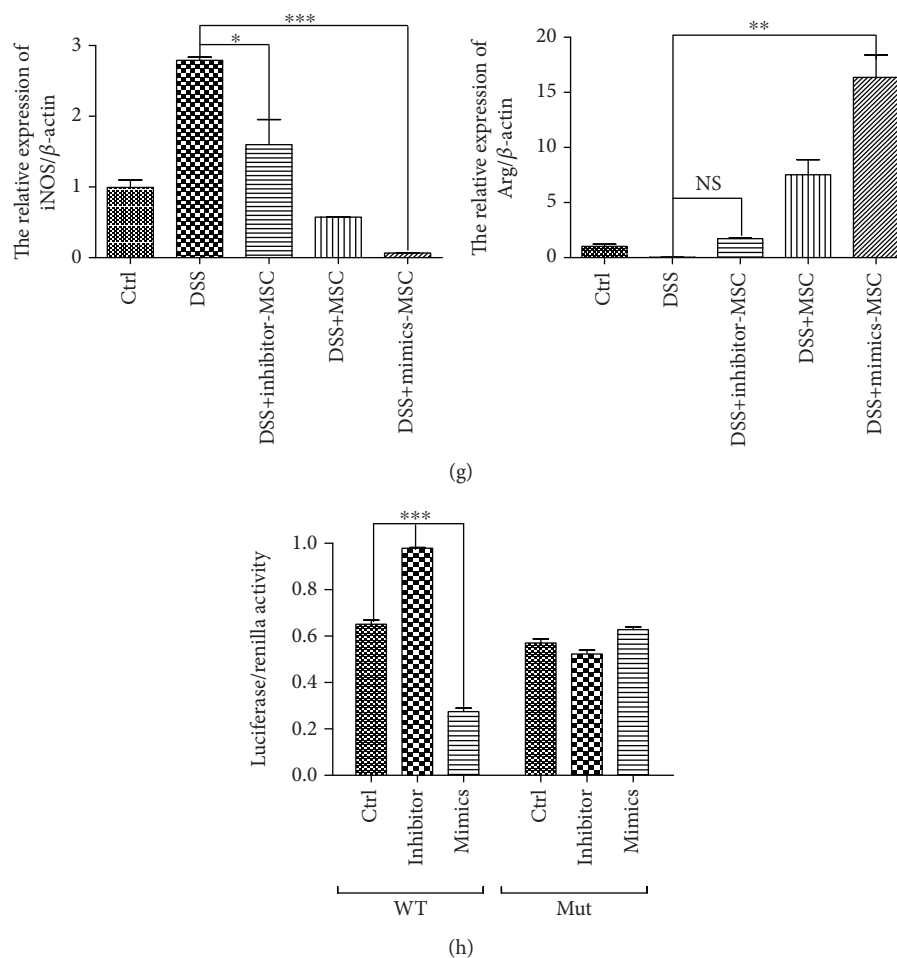 The relative expression of
iNOS/β-actin
3
2
1
0
***
*
Ctrl
DSS
DSS+inhibitor-MSC
DSS+MSC
DSS+mimics-MSC
The relative expression of
Arg/β-actin
20
15
10
5
0
**
NS
Ctrl
DSS
DSS+inhibitor-MSC
DSS+MSC
DSS+mimics-MSC
(g)
Luciferase/renilla activity
1.0
0.8
0.6
0.4
0.2
0.0
***
Ctrl
Inhibitor
Mimics
Ctrl
Inhibitor
Mimics
WT
Mut
(h)